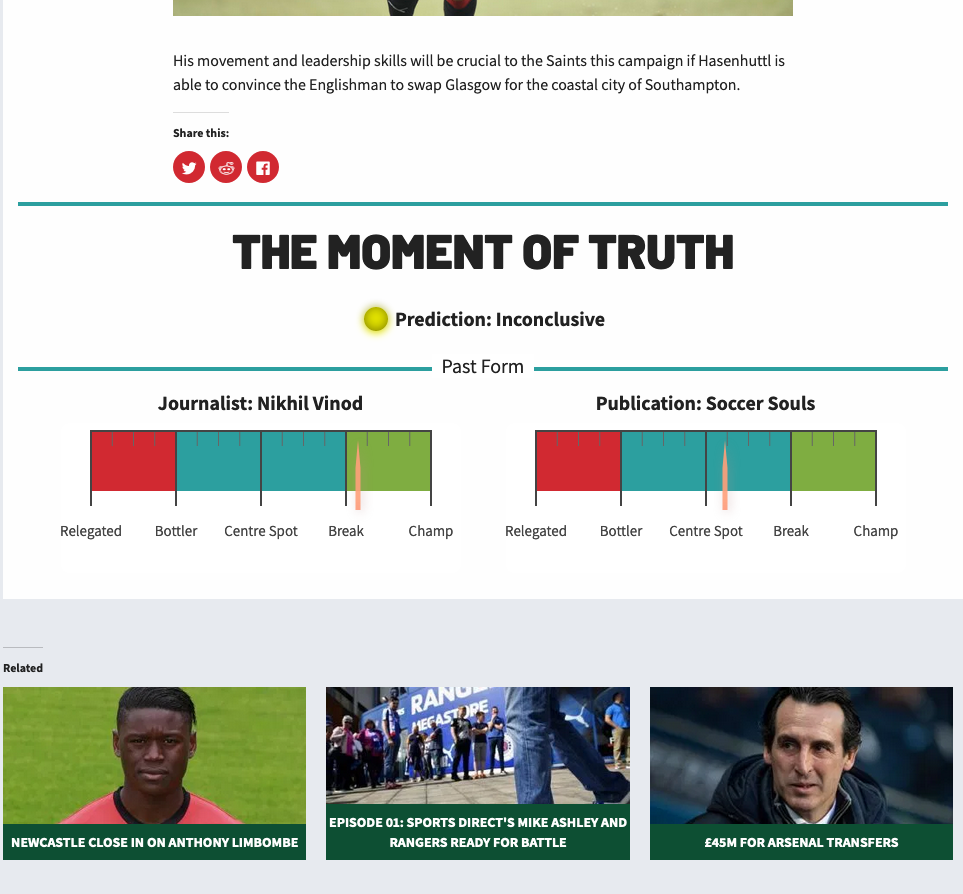 His movement and leadership skills will be crucial to the Saints this campaign if Hasenhuttl is
able to convince the Englishman to swap Glasgow for the coastal city of Southampton.
Share this:
THE MOMENT OF TRUTH
Prediction: Inconclusive
Past Form
Journalist: Nikhil Vinod
Relegated Bottler Centre Spot Break Champ
Publication: Soccer Souls
Relegated Bottler Centre Spot Break Champ
Related
NEWCASTLE CLOSE IN ON ANTHONY LIMBOMBE
RANGE
MEGASTORE
EPISODE 01: SPORTS DIRECT'S MIKE ASHLEY AND
RANGERS READY FOR BATTLE
£45M FOR ARSENAL TRANSFERS